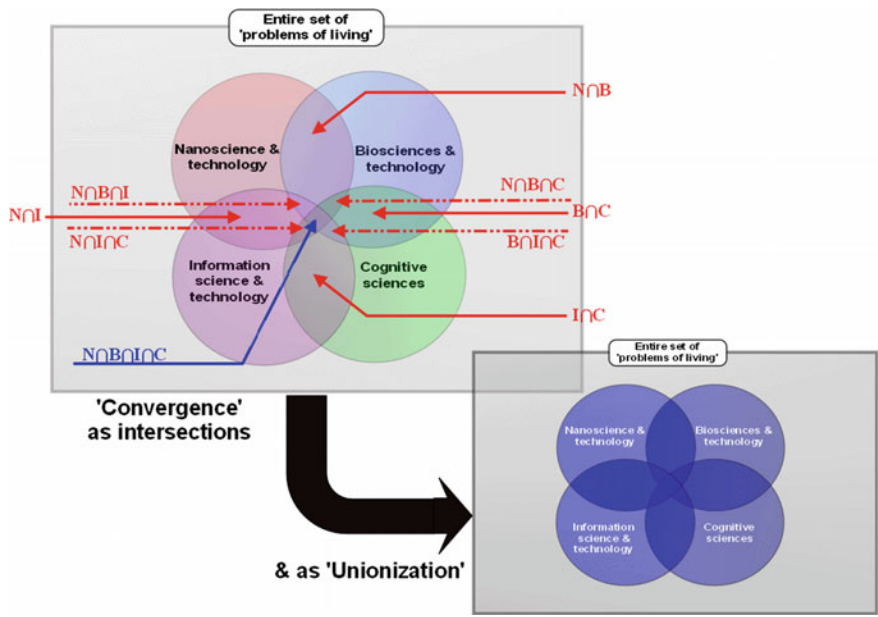 Entire set of
'problems of living'
N∩B
Nanoscience &
technology
Biosciences &
technology
N∩B∩I
N∩B∩C
N∩I
B∩C
N∩I∩C
B∩I∩C
Information
science &
technology
Cognitive
sciences
I∩C
N∩B∩I∩C
Entire set of
'problems of living'
'Convergence'
as intersections
Nanoscience &
technology
Biosciences &
technology
Information
science &
technology
Cognitive
sciences
& as 'Unionization'